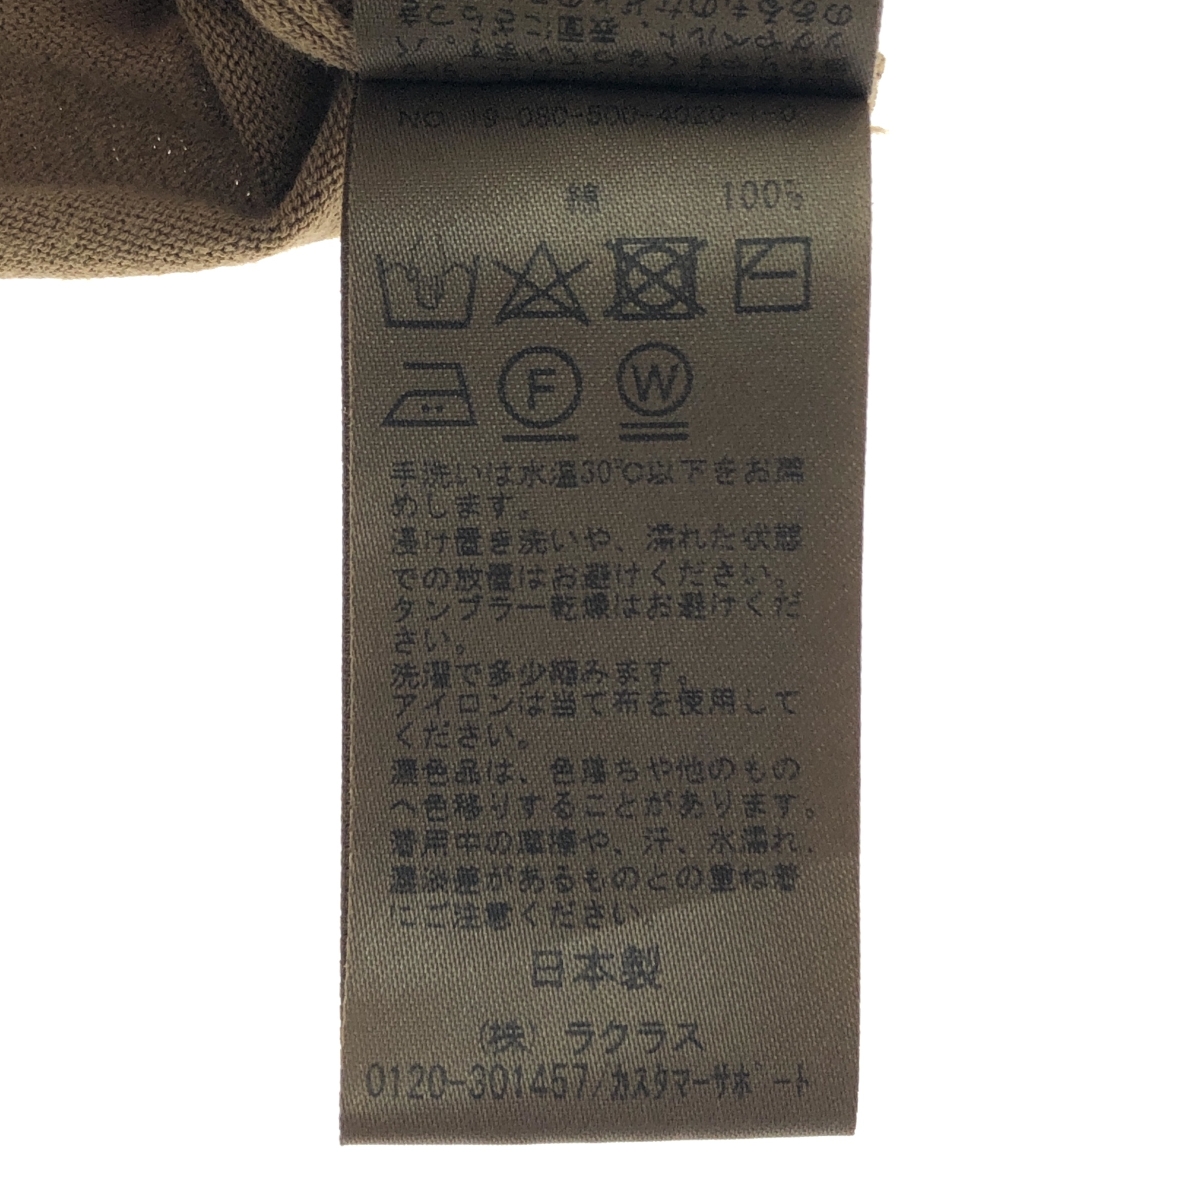 綿 100%
F W
手洗いは水温30℃以下をお薦
めします。
浸け置き洗いや、濡れた状態
での放置はお避けください。
タンブラー乾燥はお避けくだ
さい。
洗濯で多少縮みます。
アイロンは当て布を使用して
ください。
濃色品は、色落ちや他のもの
へ色移りすることがあります。
着用中の摩擦や、汗、水濡れ、
濃淡差があるものとの重ね着
にご注意ください。
日本製
(株) ラクラス
0120-301457/カスタマーサポート